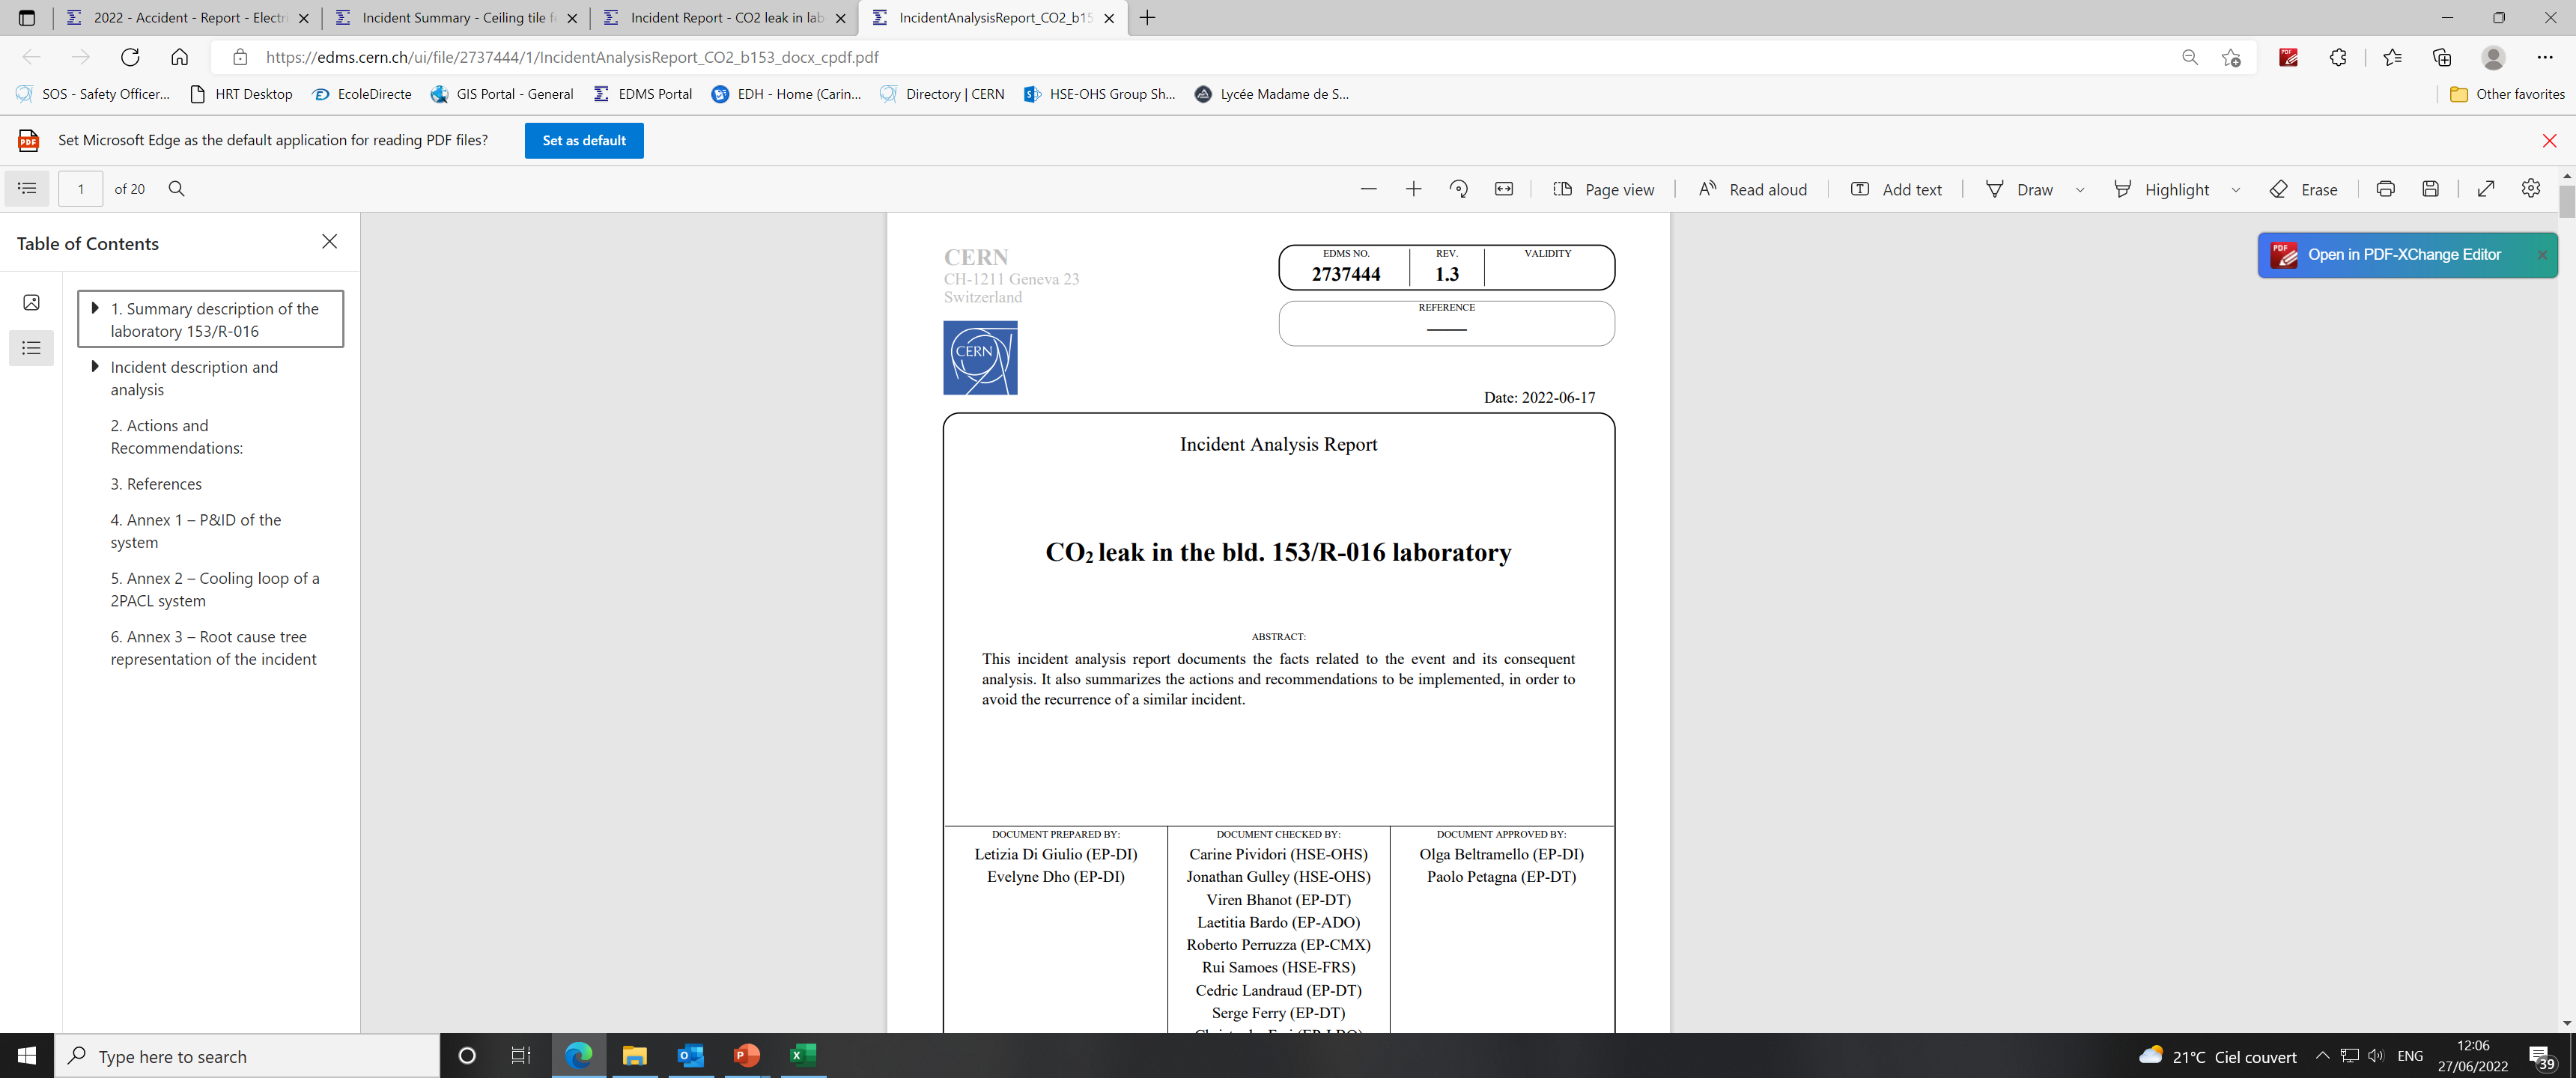 2022 - Accident - Report - Electri
Incident Summary - Ceiling tile f
Incident Report - CO2 leak in lab
IncidentAnalysisReport_CO2_b15
https://edms.cern.ch/ui/file/2737444/1/IncidentAnalysisReport_CO2_b153_docx_cpdf.pdf
SOS - Safety Officer... HRT Desktop EcoleDirecte GIS Portal - General EDMS Portal EDH - Home (Carin... Directory | CERN HSE-OHS Group Sh... Lycée Madame de S... Other favorites
Set Microsoft Edge as the default application for reading PDF files? Set as default
1 of 20 Page view Read aloud Add text Draw Highlight Erase
Table of Contents
1. Summary description of the
laboratory 153/R-016
Incident description and
analysis
2. Actions and
Recommendations:
3. References
4. Annex 1 – P&ID of the
system
5. Annex 2 – Cooling loop of a
2PACL system
6. Annex 3 – Root cause tree
representation of the incident
Open in PDF-XChange Editor
CERN
CH-1211 Geneva 23
Switzerland
CERN
EDMS NO. REV. VALIDITY
2737444 1.3
REFERENCE
Date: 2022-06-17
Incident Analysis Report
CO₂ leak in the bld. 153/R-016 laboratory
ABSTRACT:
This incident analysis report documents the facts related to the event and its consequent
analysis. It also summarizes the actions and recommendations to be implemented, in order to
avoid the recurrence of a similar incident.
DOCUMENT PREPARED BY:
Letizia Di Giulio (EP-DI)
Evelyne Dho (EP-DI)
DOCUMENT CHECKED BY:
Carine Pividori (HSE-OHS)
Jonathan Gulley (HSE-OHS)
Viren Bhanot (EP-DT)
Laetitia Bardo (EP-ADO)
Roberto Perruzza (EP-CMX)
Rui Samoes (HSE-FRS)
Cedric Landraud (EP-DT)
Serge Ferry (EP-DT)
DOCUMENT APPROVED BY:
Olga Beltramello (EP-DI)
Paolo Petagna (EP-DT)
Type here to search
21°C Ciel couvert ENG
12:06
27/06/2022
39